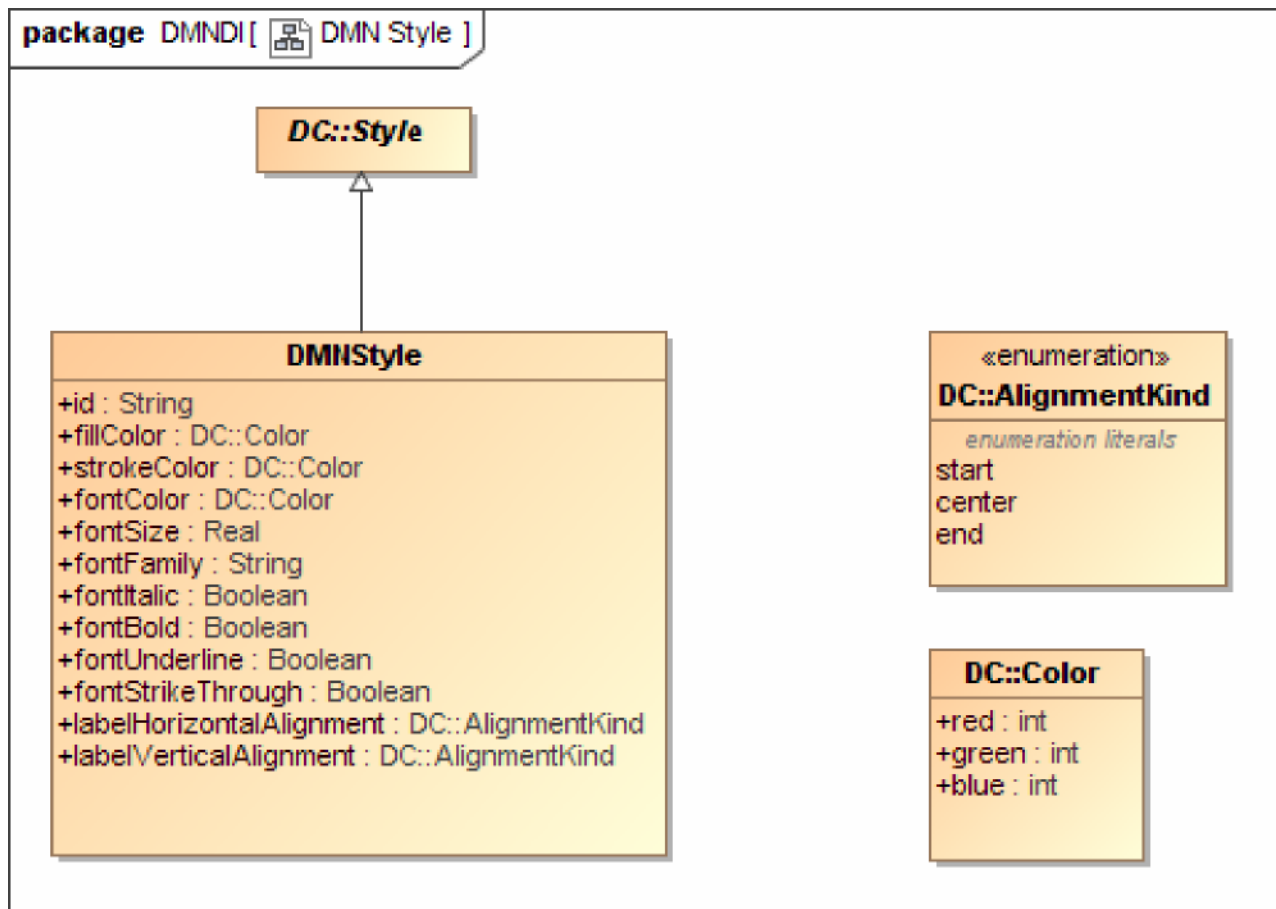 package DMNDI[ DMN Style ]
DC::Style
DMNStyle
+id : String
+fillColor : DC::Color
+strokeColor : DC::Color
+fontColor : DC::Color
+fontSize : Real
+fontFamily : String
+fontItalic : Boolean
+fontBold : Boolean
+fontUnderline : Boolean
+fontStrikeThrough : Boolean
+labelHorizontalAlignment : DC::AlignmentKind
+labelVerticalAlignment : DC::AlignmentKind
«enumeration»
DC::AlignmentKind
enumeration literals
start
center
end
DC::Color
+red : int
+green : int
+blue : int